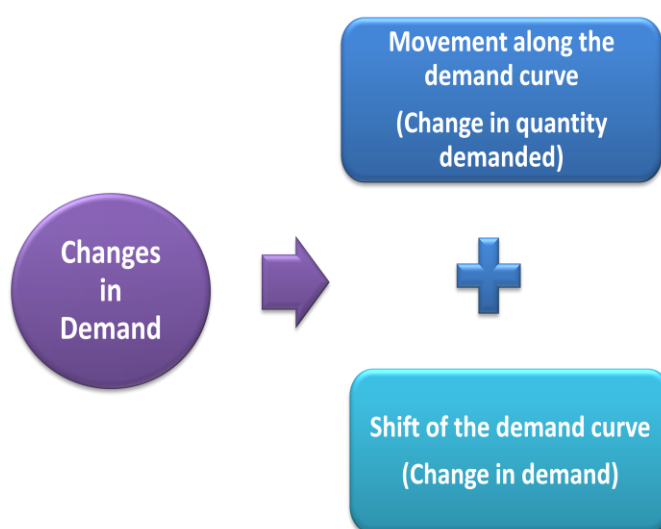 Movement along the
demand curve
(Change in quantity
demanded)
Changes
in
Demand
Shift of the demand curve
(Change in demand)